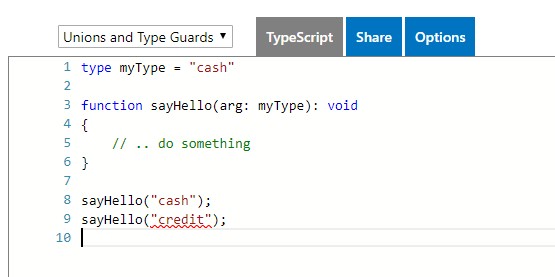 Unions and Type Guards ▼ TypeScript Share Options
1 type myType = "cash"
2
3 function sayHello(arg: myType): void
4 {
5     // .. do something
6 }
7
8 sayHello("cash");
9 sayHello("credit");
10